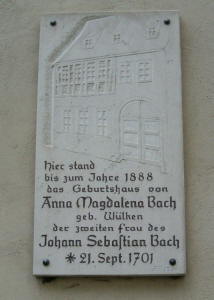 Hier stand
bis zum Jahre 1888
das Geburtshaus von
Anna Magdalena Bach
geb. Wülken
der zweiten Frau des
Johann Sebastian Bach
* 21. Sept. 1701